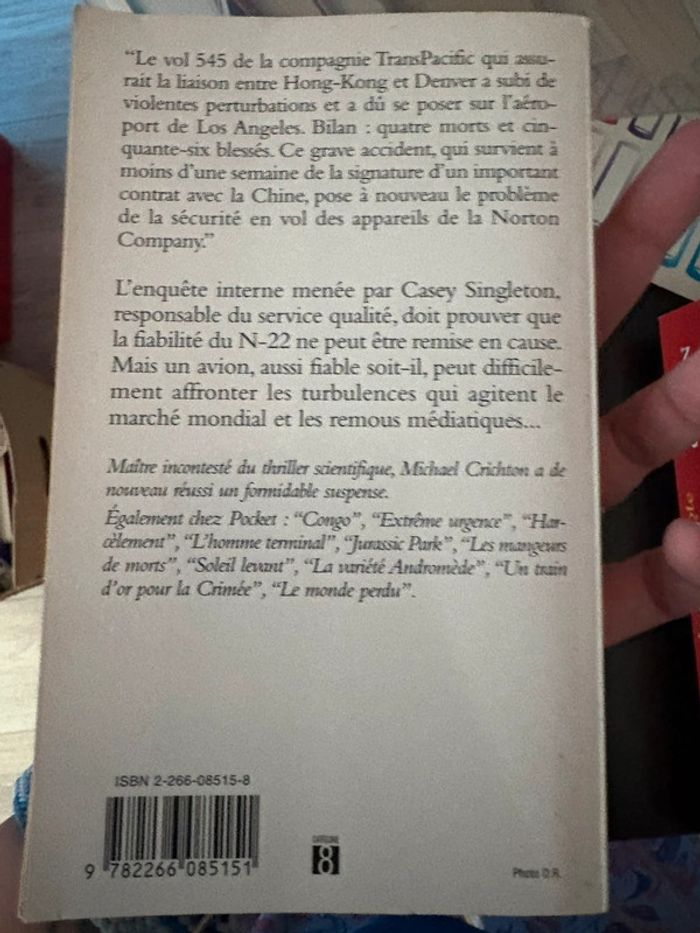 “Le vol 545 de la compagnie TransPacific qui assu-
rait la liaison entre Hong-Kong et Denver a subi de
violentes perturbations et a dû se poser sur l'aéro-
port de Los Angeles. Bilan : quatre morts et cin-
quante-six blessés. Ce grave accident, qui survient à
moins d'une semaine de la signature d'un important
contrat avec la Chine, pose à nouveau le problème
de la sécurité en vol des appareils de la Norton
Company.”
L'enquête interne menée par Casey Singleton,
responsable du service qualité, doit prouver que
la fiabilité du N-22 ne peut être remise en cause.
Mais un avion, aussi fiable soit-il, peut difficile-
ment affronter les turbulences qui agitent le
marché mondial et les remous médiatiques...
Maître incontesté du thriller scientifique, Michael Crichton a de
nouveau réussi un formidable suspense.
Également chez Pocket : “Congo”, “Extrême urgence”, “Har-
cèlement”, “L'homme terminal”, “Jurassic Park”, “Les mangeurs
de morts”, “Soleil levant”, “La variété Andromède”, “Un train
d'or pour la Crimée”, “Le monde perdu”.
ISBN 2-266-08515-8
9 782266 085151
CATÉGORIE
8
Photo D.R.